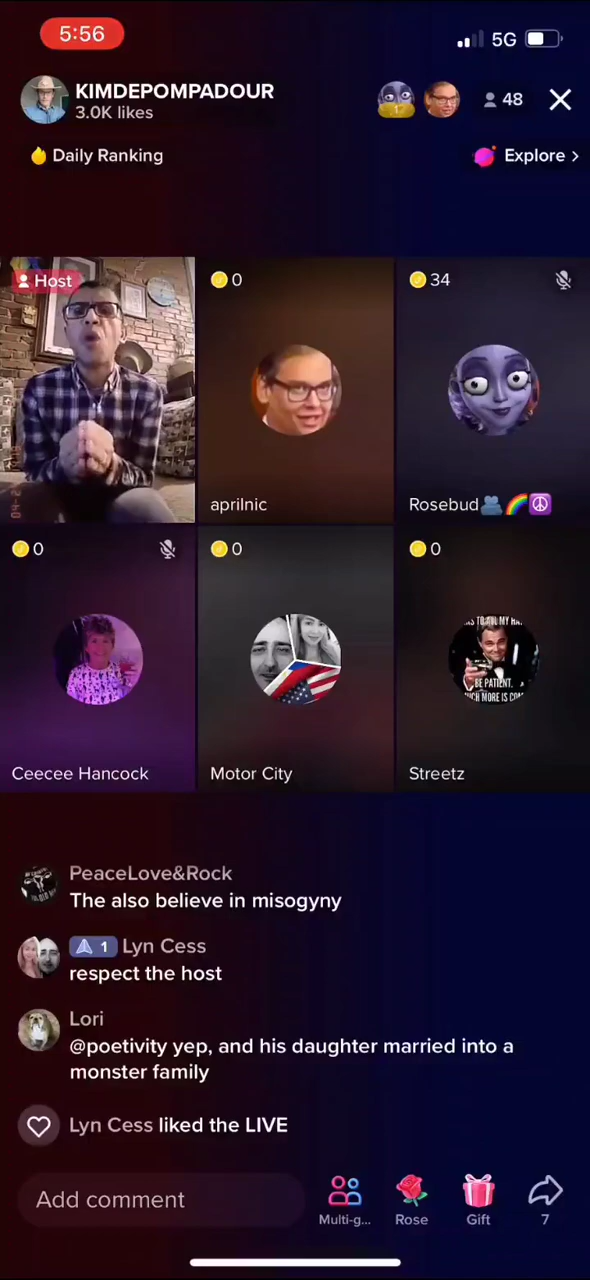 5:56
5G
KIMDEPOMPADOUR
3.0K likes
48
Daily Ranking
Explore >
Host
0
34
aprilnic
Rosebud
0
0
0
Ceecee Hancock
Motor City
BE PATIENT.
Streetz
PeaceLove&Rock
The also believe in misogyny
1 Lyn Cess
respect the host
Lori
@poetivity yep, and his daughter married into a
monster family
Lyn Cess liked the LIVE
Add comment
Multi-g...
Rose
Gift
7